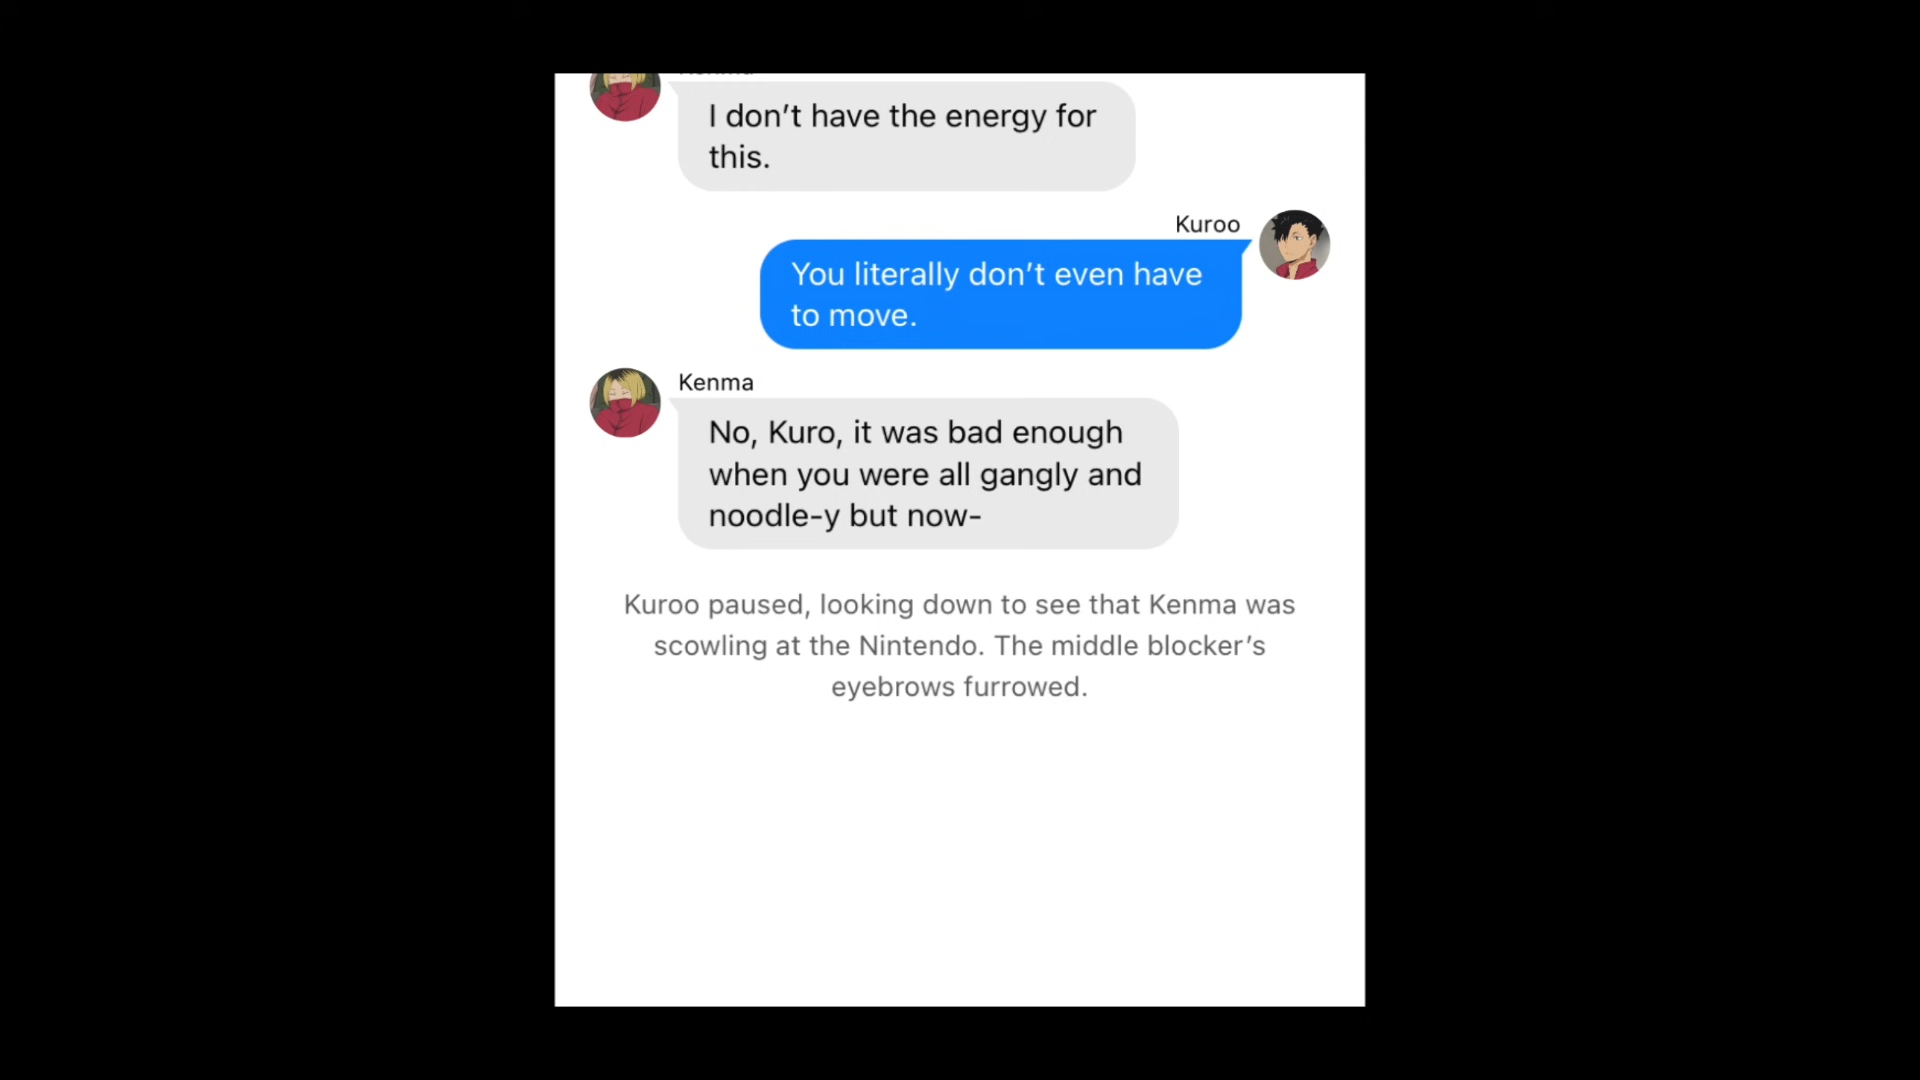 I don’t have the energy for
this.
Kuroo
You literally don’t even have
to move.
Kenma
No, Kuro, it was bad enough
when you were all gangly and
noodle-y but now-
Kuroo paused, looking down to see that Kenma was
scowling at the Nintendo. The middle blocker’s
eyebrows furrowed.